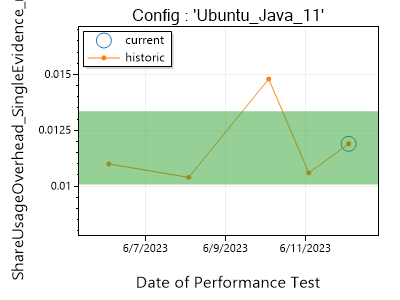 Config : 'Ubuntu_Java_11'
current
historic
ShareUsageOverhead_SingleEvidence_
0.015
0.0125
0.01
6/7/2023
6/9/2023
6/11/2023
Date of Performance Test